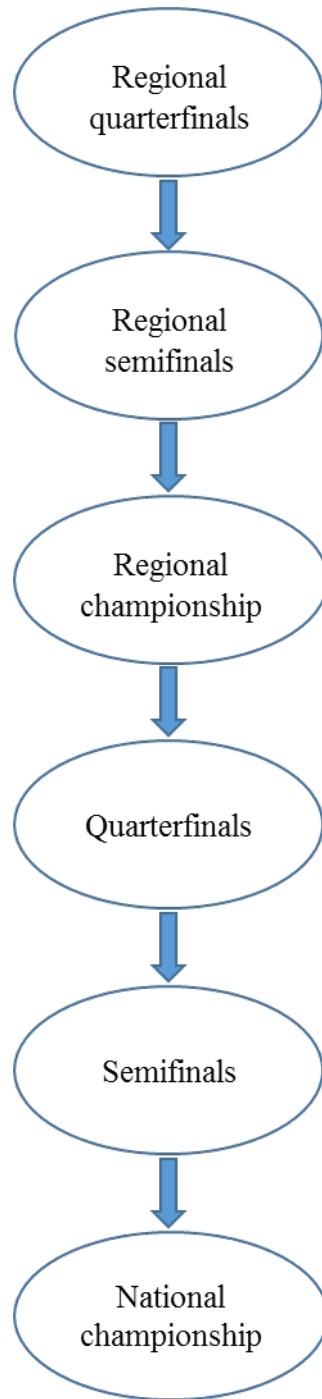 Regional
quarterfinals
Regional
semifinals
Regional
championship
Quarterfinals
Semifinals
National
championship